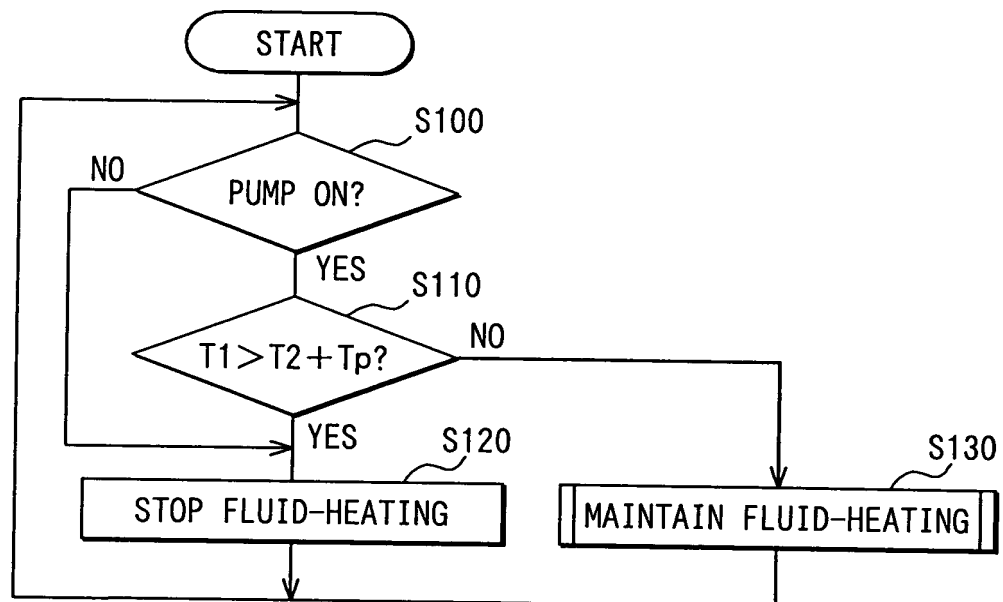 START
S100
NO
PUMP ON?
YES
S110
T1>T2+Tp?
NO
YES
S120
S130
STOP FLUID-HEATING
MAINTAIN FLUID-HEATING